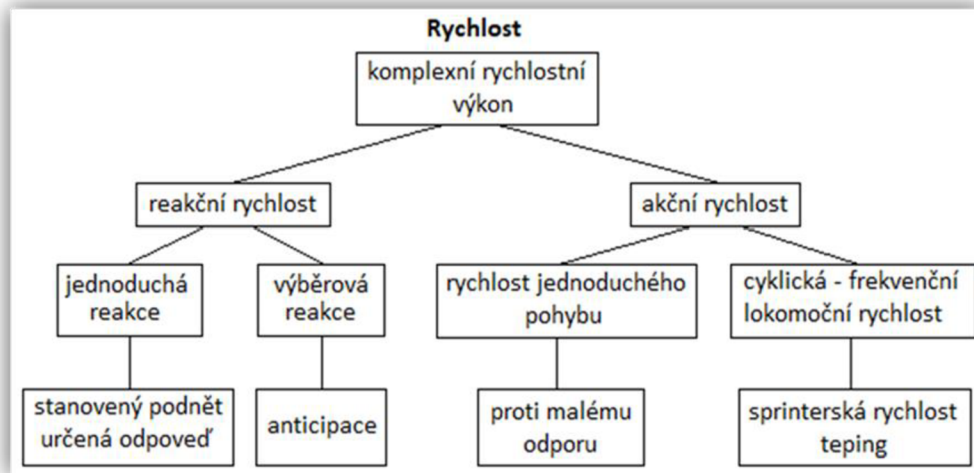 Rychlost
komplexní rychlostní
výkon
reakční rychlost
akční rychlost
jednoduchá
reakce
výběrová
reakce
rychlost jednoduchého
pohybu
cyklická - frekvenční
lokomoční rychlost
stanovený podnět
určená odpoveď
anticipace
proti malému
odporu
sprinterská rychlost
teping